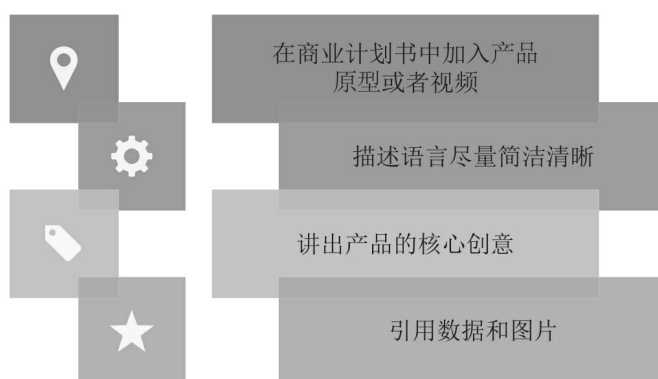 在商业计划书中加入产品
原型或者视频
描述语言尽量简洁清晰
讲出产品的核心创意
引用数据和图片